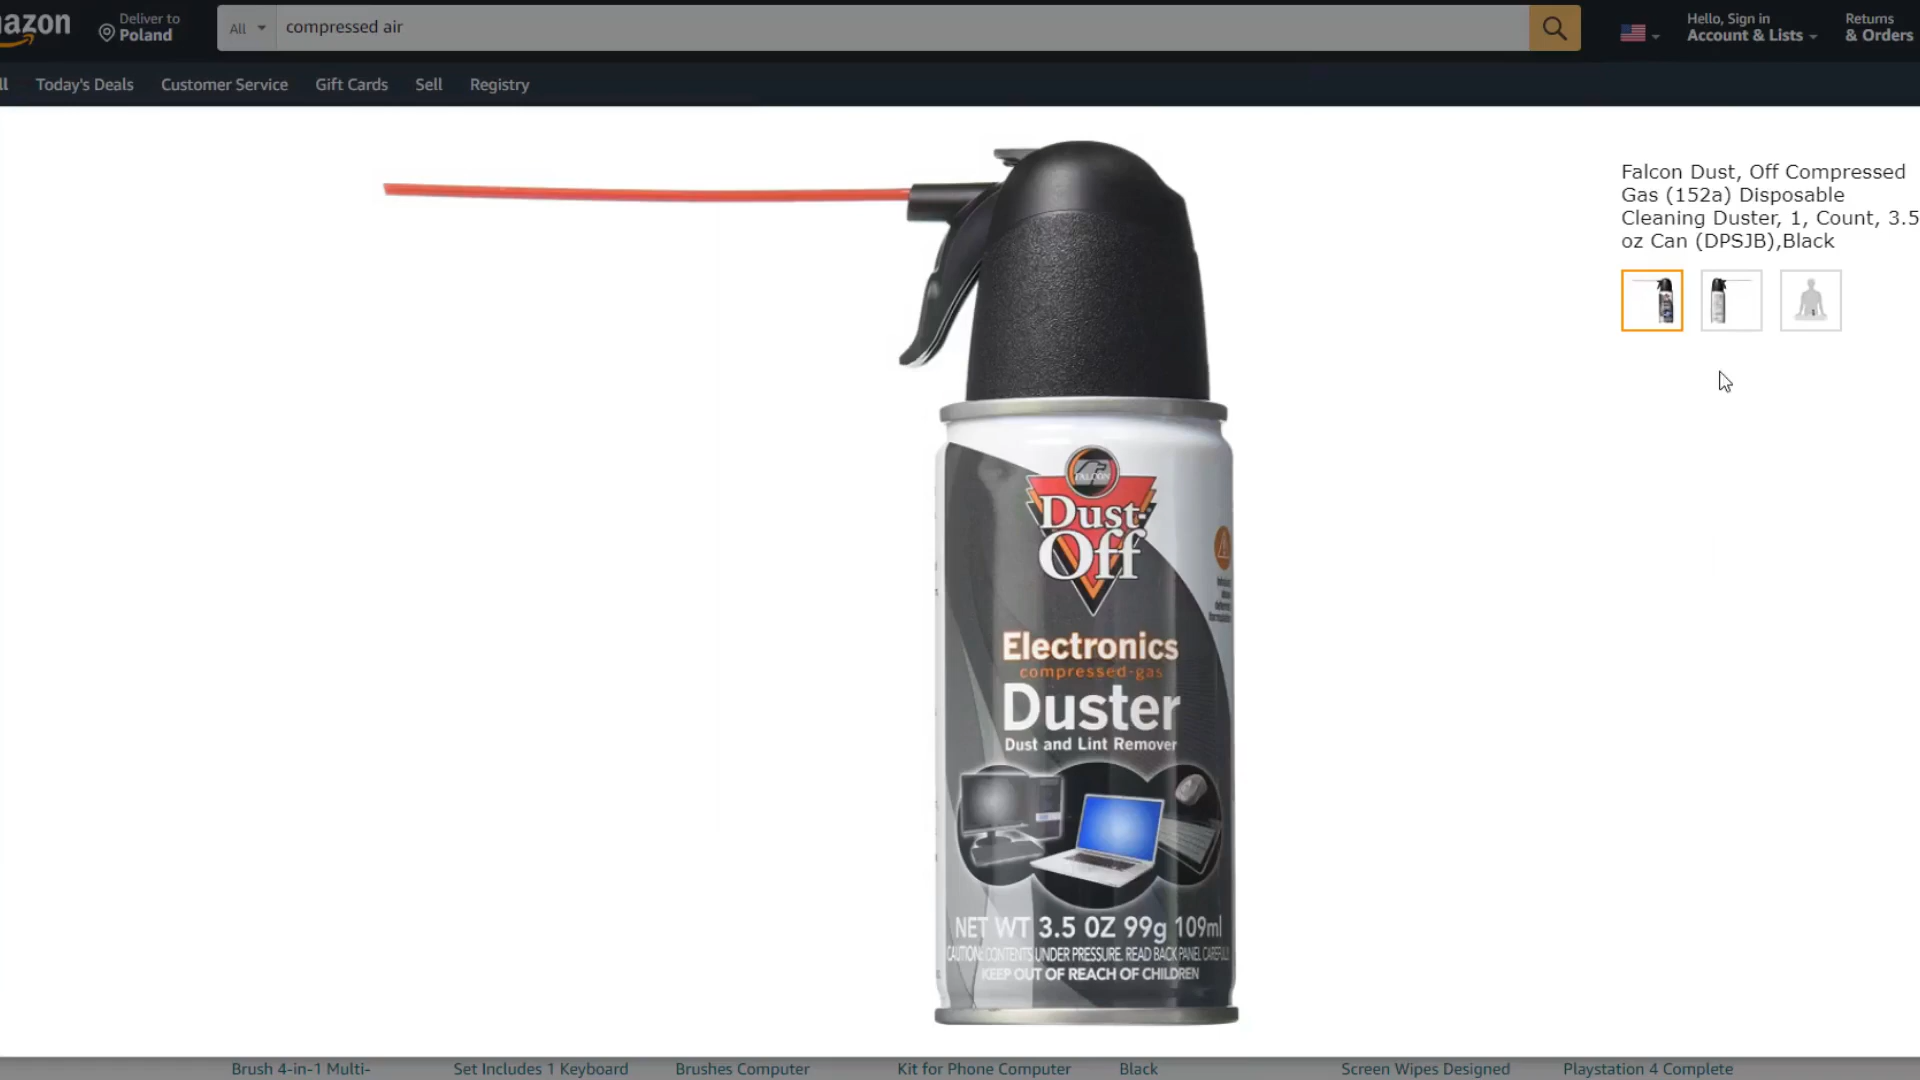 azon
Deliver to
Poland
All
compressed air
Hello, Sign in
Account & Lists
Returns
& Orders
ll
Today's Deals
Customer Service
Gift Cards
Sell
Registry
Falcon Dust, Off Compressed
Gas (152a) Disposable
Cleaning Duster, 1, Count, 3.5
oz Can (DPSJB),Black
FALCON
Dust-
Off
Electronics
compressed-gas
Duster
Dust and Lint Remover
NET WT 3.5 OZ 99g 109ml
CAUTION: CONTENTS UNDER PRESSURE. READ BACK PANEL CAREFULLY
KEEP OUT OF REACH OF CHILDREN
Brush 4-in-1 Multi-
Set Includes 1 Keyboard
Brushes Computer
Kit for Phone Computer
Black
Screen Wipes Designed
Playstation 4 Complete